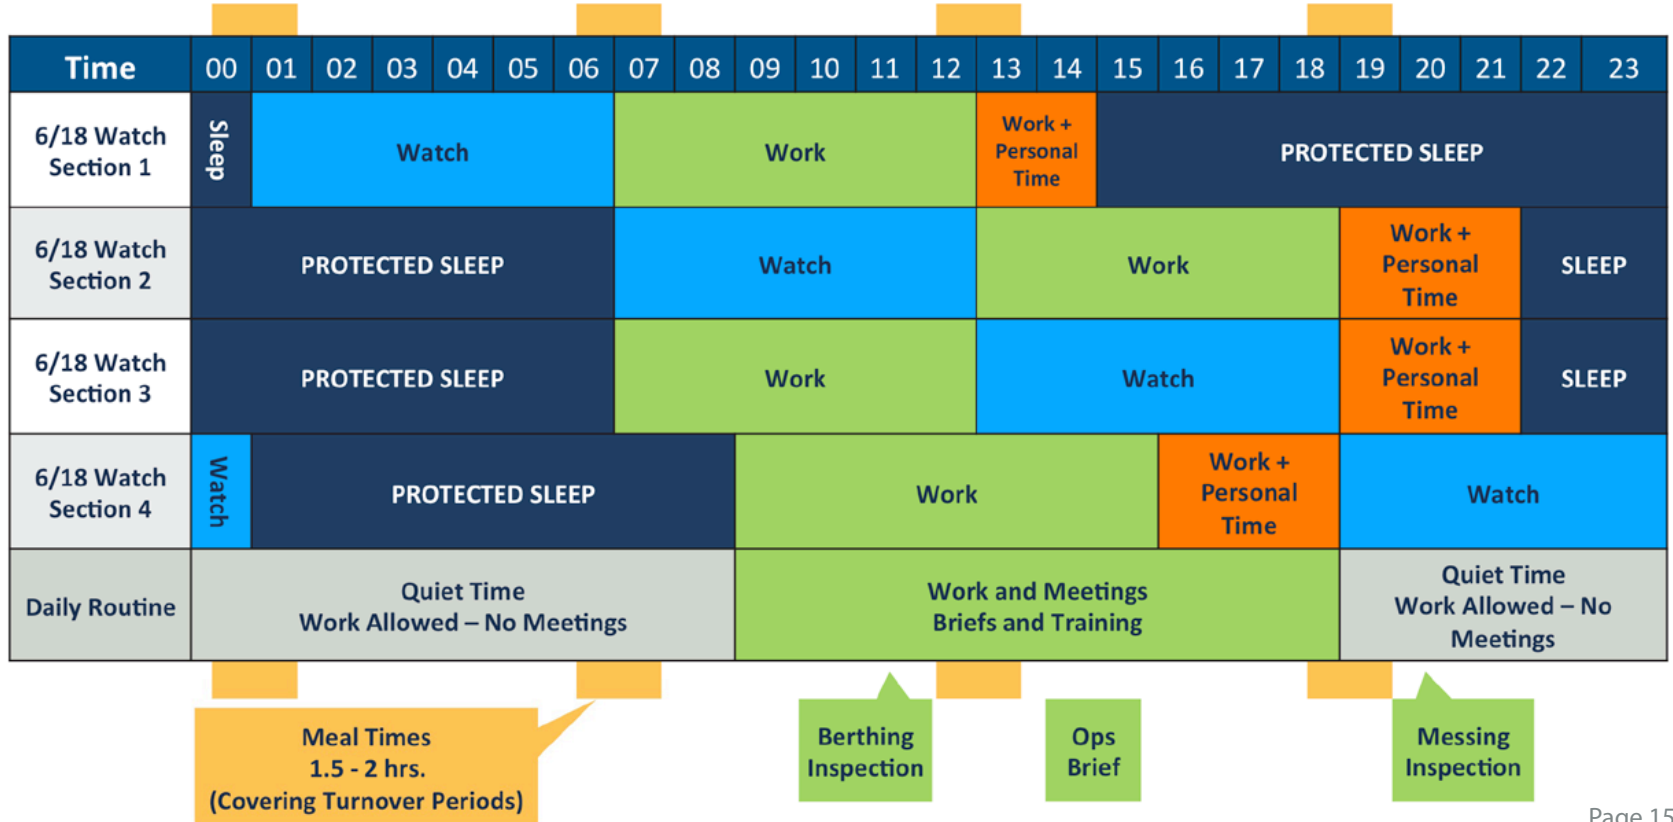 Time 00 01 02 03 04 05 06 07 08 09 10 11 12 13 14 15 16 17 18 19 20 21 22 23
6/18 Watch
Section 1
Sleep
Watch
Work
Work +
Personal
Time
PROTECTED SLEEP
6/18 Watch
Section 2
PROTECTED SLEEP
Watch
Work
Work +
Personal
Time
SLEEP
6/18 Watch
Section 3
PROTECTED SLEEP
Work
Watch
Work +
Personal
Time
SLEEP
6/18 Watch
Section 4
Watch
PROTECTED SLEEP
Work
Work +
Personal
Time
Watch
Daily Routine
Quiet Time
Work Allowed – No Meetings
Work and Meetings
Briefs and Training
Quiet Time
Work Allowed – No
Meetings
Meal Times
1.5 - 2 hrs.
(Covering Turnover Periods)
Berthing
Inspection
Ops
Brief
Messing
Inspection
Page 15